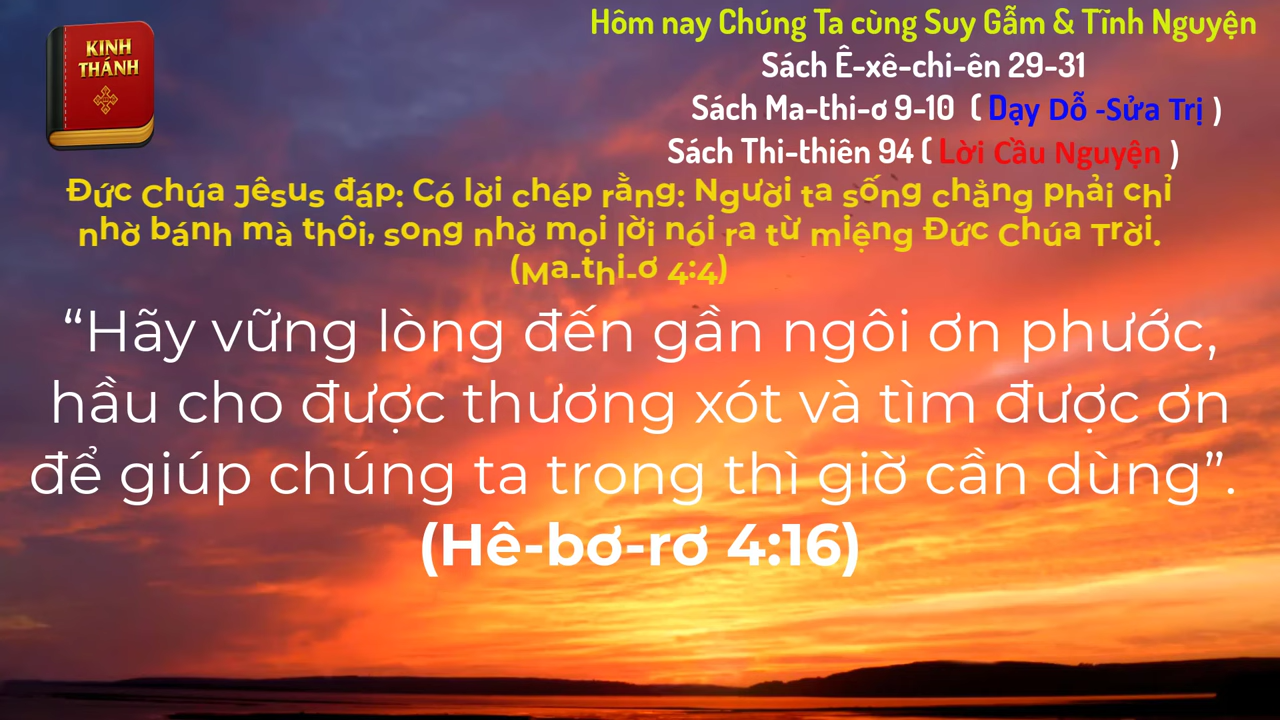 KINH
THÁNH
Hôm nay Chúng Ta cùng Suy Gẫm & Tĩnh Nguyện
Sách Ê-xê-chi-ên 29-31
Sách Ma-thi-ơ 9-10 ( Dạy Dỗ -Sửa Trị )
Sách Thi-thiên 94 ( Lời Cầu Nguyện )
Đức Chúa Jêsus đáp: Có lời chép rằng: Người ta sống chẳng phải chỉ
nhờ bánh mà thôi, song nhờ mọi lời nói ra từ miệng Đức Chúa Trời.
(Ma-thi-ơ 4:4)
“Hãy vững lòng đến gần ngôi ơn phước,
hầu cho được thương xót và tìm được ơn
để giúp chúng ta trong thì giờ cần dùng”.
(Hê-bơ-rơ 4:16)